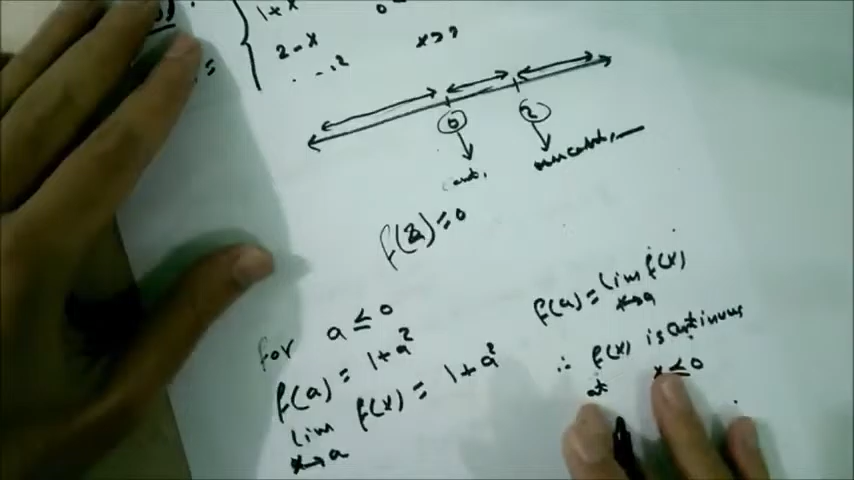 1+x 0
2-x x>2
=
0 2
cont.
f(2)=0
for a≤0
f(a)=1+a²
lim f(x)=1+a²
x→a
f(a)=lim f(x)
x→a
∴ f(x) is continuous
at x≤0